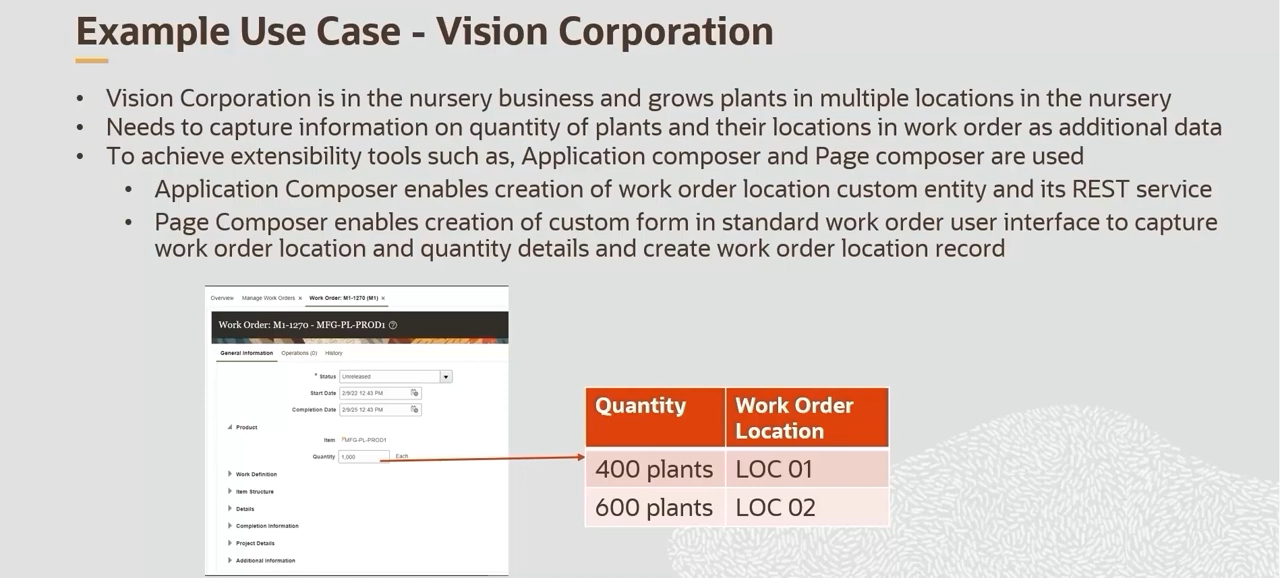 Example Use Case - Vision Corporation
• Vision Corporation is in the nursery business and grows plants in multiple locations in the nursery
• Needs to capture information on quantity of plants and their locations in work order as additional data
• To achieve extensibility tools such as, Application composer and Page composer are used
• Application Composer enables creation of work order location custom entity and its REST service
• Page Composer enables creation of custom form in standard work order user interface to capture
work order location and quantity details and create work order location record
Overview Manage Work Orders × Work Order: M1-1270 (M1) ×
Work Order: M1-1270 - MFG-PL-PROD1
General Information Operations (0) History
* Status Unreleased
Start Date 2/9/22 12:43 PM
Completion Date 2/9/25 12:43 PM
Product
Item MFG-PL-PROD1
Quantity 1,000 Each
Work Definition
Item Structure
Details
Completion Information
Project Details
Additional Information
Quantity Work Order
Location
400 plants LOC 01
600 plants LOC 02